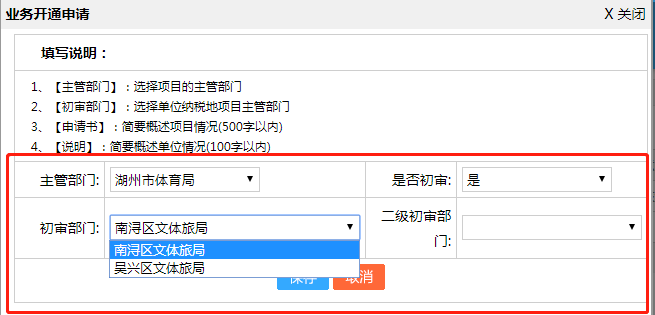 业务开通申请 X 关闭
填写说明：
1、【主管部门】：选择项目的主管部门
2、【初审部门】：选择单位纳税地项目主管部门
3、【申请书】：简要概述项目情况(500字以内)
4、【说明】：简要概述单位情况(100字以内)
主管部门: 湖州市体育局 是否初审: 是
初审部门: 南浔区文体旅局 二级初审部门:
南浔区文体旅局
吴兴区文体旅局
保存 取消